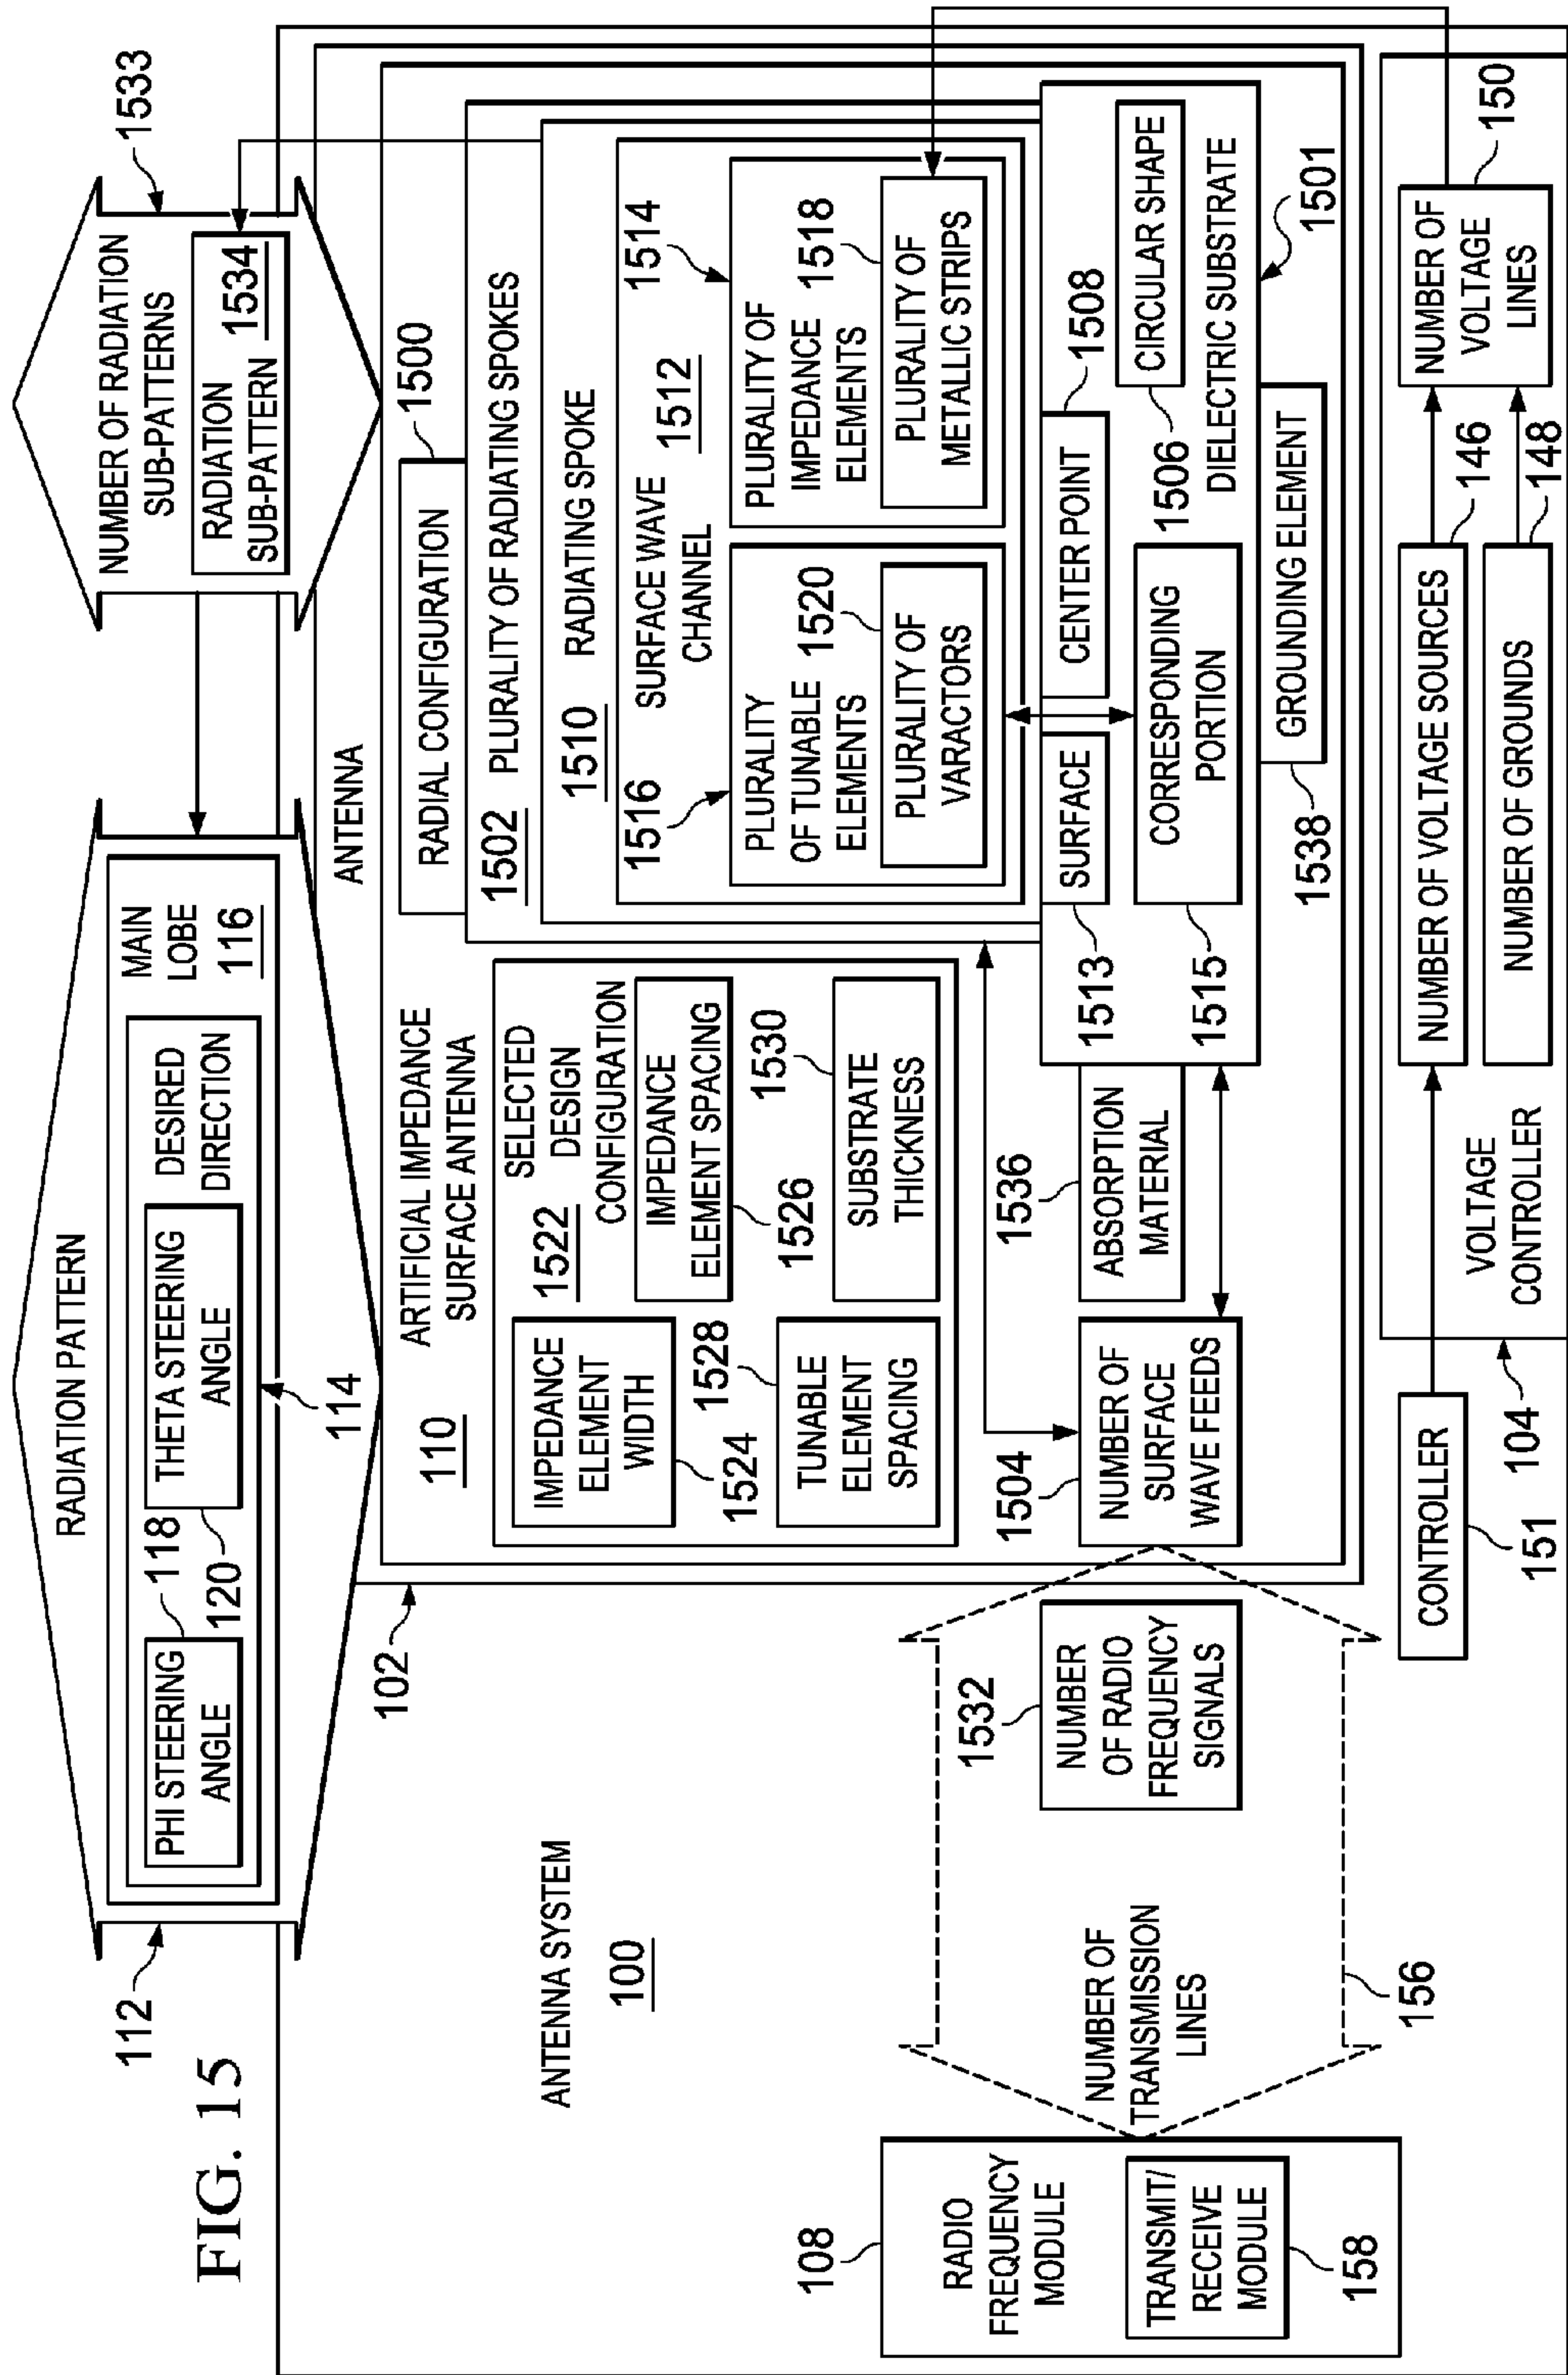 FIG. 15
112
RADIATION PATTERN
MAIN
LOBE
116
DESIRED
DIRECTION
PHI STEERING
ANGLE
118
THETA STEERING
ANGLE
120
114
NUMBER OF RADIATION
SUB-PATTERNS
1533
RADIATION
SUB-PATTERN
1534
ANTENNA SYSTEM
100
102
ANTENNA
ARTIFICIAL IMPEDANCE
SURFACE ANTENNA
110
RADIAL CONFIGURATION
1500
1502
PLURALITY OF RADIATING SPOKES
1510
RADIATING SPOKE
SURFACE WAVE
CHANNEL
1512
1516
PLURALITY
OF TUNABLE
ELEMENTS
1520
PLURALITY OF
VARACTORS
1514
PLURALITY OF
IMPEDANCE
ELEMENTS
1518
PLURALITY OF
METALLIC STRIPS
SELECTED
DESIGN
CONFIGURATION
1522
IMPEDANCE
ELEMENT
WIDTH
1524
IMPEDANCE
ELEMENT SPACING
1526
1528
TUNABLE
ELEMENT
SPACING
1530
SUBSTRATE
THICKNESS
SURFACE
1513
CENTER POINT
1508
CIRCULAR SHAPE
1506
CORRESPONDING
PORTION
1515
DIELECTRIC SUBSTRATE
1501
GROUNDING ELEMENT
1538
1536
ABSORPTION
MATERIAL
1504
NUMBER OF
SURFACE
WAVE FEEDS
1532
NUMBER
OF RADIO
FREQUENCY
SIGNALS
NUMBER OF
TRANSMISSION
LINES
156
108
RADIO
FREQUENCY
MODULE
TRANSMIT/
RECEIVE
MODULE
158
CONTROLLER
151
104
VOLTAGE
CONTROLLER
NUMBER OF VOLTAGE SOURCES
146
NUMBER OF GROUNDS
148
NUMBER OF
VOLTAGE
LINES
150